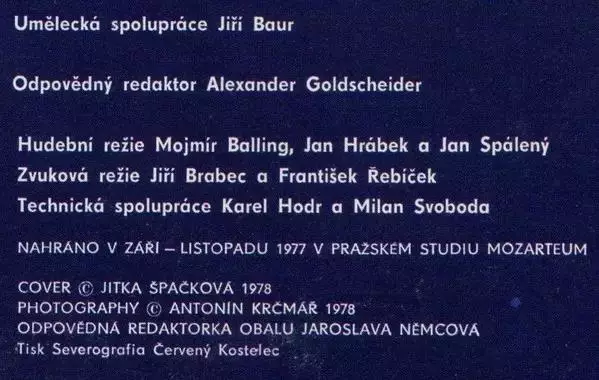 Umělecká spolupráce Jiří Baur
Odpovědný redaktor Alexander Goldscheider
Hudební režie Mojmír Balling, Jan Hrábek a Jan Spálený
Zvuková režie Jiří Brabec a František Řebíček
Technická spolupráce Karel Hodr a Milan Svoboda
NAHRÁNO V ZÁŘÍ – LISTOPADU 1977 V PRAŽSKÉM STUDIU MOZARTEUM
COVER © JITKA ŠPAČKOVÁ 1978
PHOTOGRAPHY © ANTONÍN KRČMÁŘ 1978
ODPOVĚDNÁ REDAKTORKA OBALU JAROSLAVA NĚMCOVÁ
Tisk Severografia Červený Kostelec